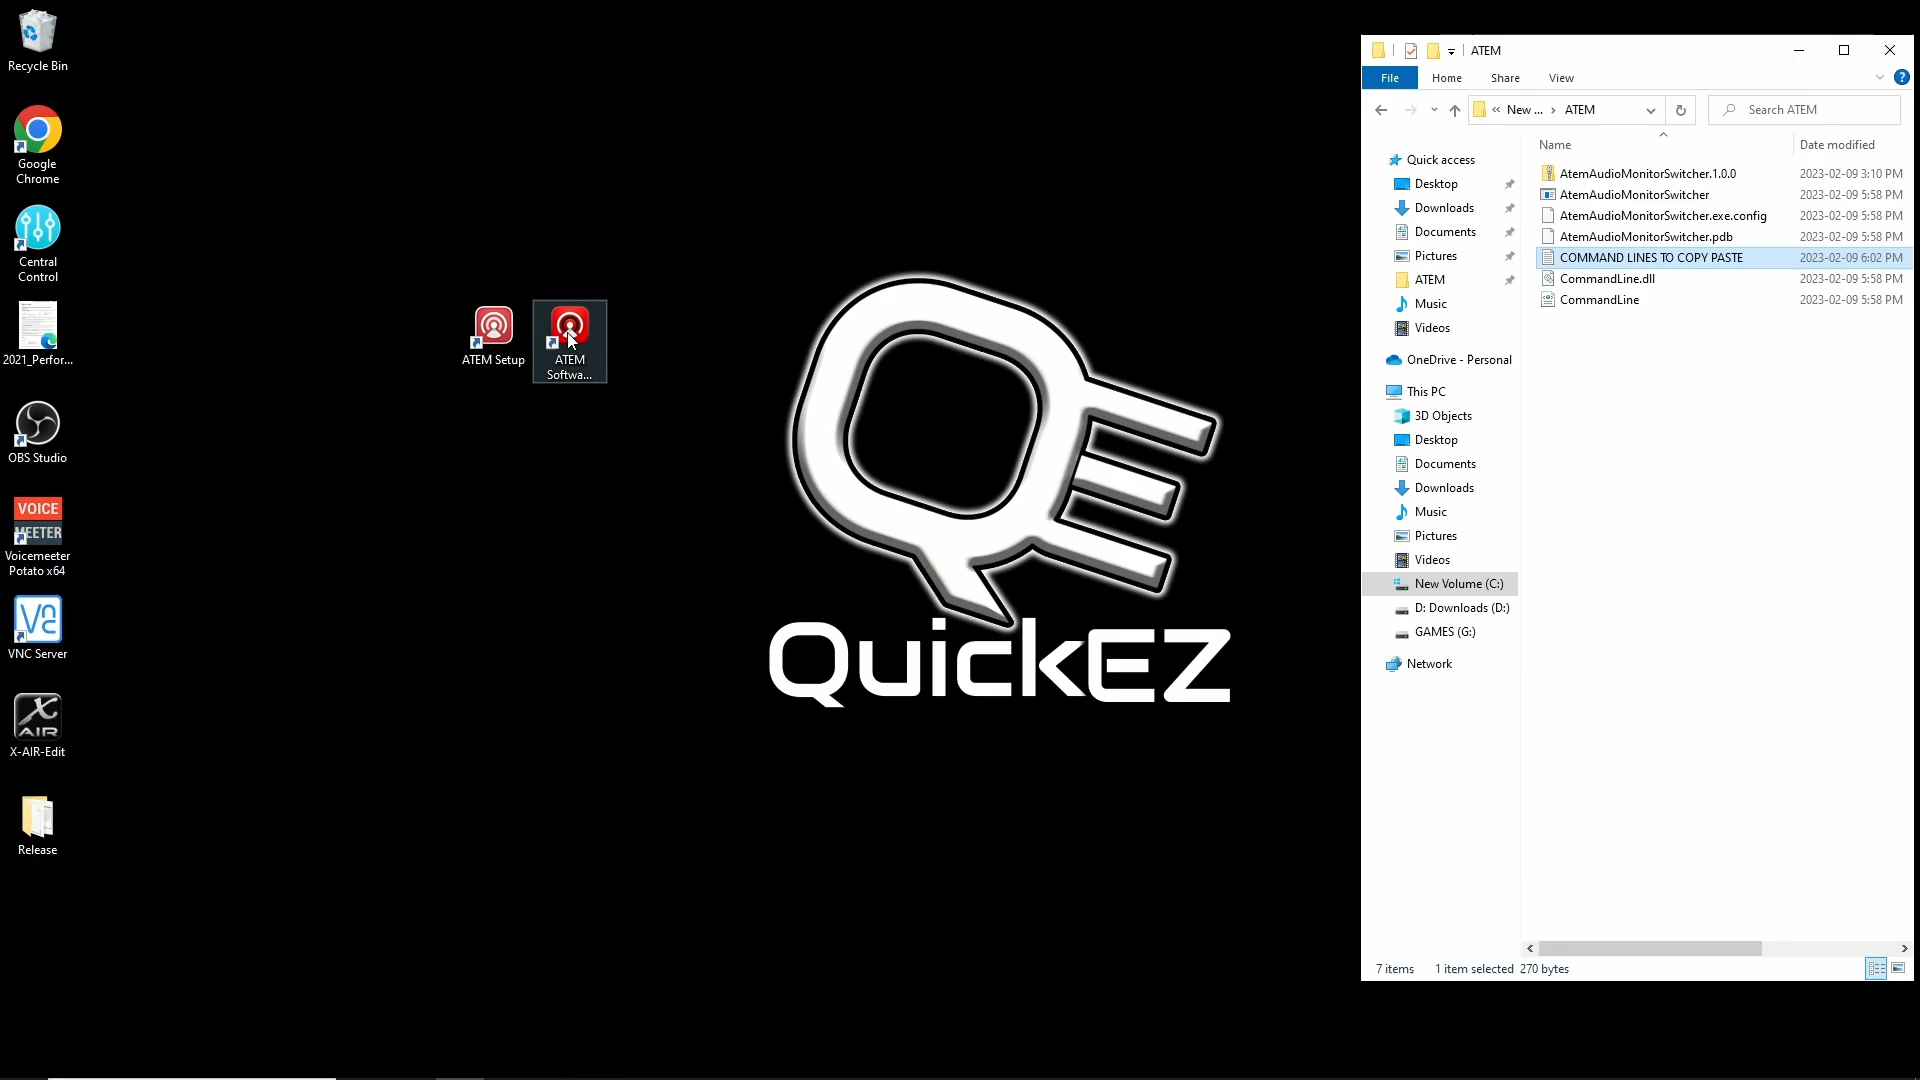 Recycle Bin
Google
Chrome
Central
Control
2021_Perfor...
OBS Studio
VOICE
MEETER
Voicemeeter
Potato x64
VNC Server
X-AIR-Edit
Release
ATEM Setup
ATEM
Softwa...
QuickEZ
ATEM
File
Home
Share
View
« New ... › ATEM
Search ATEM
Name
Date modified
Quick access
Desktop
Downloads
Documents
Pictures
ATEM
Music
Videos
OneDrive - Personal
This PC
3D Objects
Desktop
Documents
Downloads
Music
Pictures
Videos
New Volume (C:)
D: Downloads (D:)
GAMES (G:)
Network
AtemAudioMonitorSwitcher.1.0.0 2023-02-09 3:10 PM
AtemAudioMonitorSwitcher 2023-02-09 5:58 PM
AtemAudioMonitorSwitcher.exe.config 2023-02-09 5:58 PM
AtemAudioMonitorSwitcher.pdb 2023-02-09 5:58 PM
COMMAND LINES TO COPY PASTE 2023-02-09 6:02 PM
CommandLine.dll 2023-02-09 5:58 PM
CommandLine 2023-02-09 5:58 PM
7 items 1 item selected 270 bytes